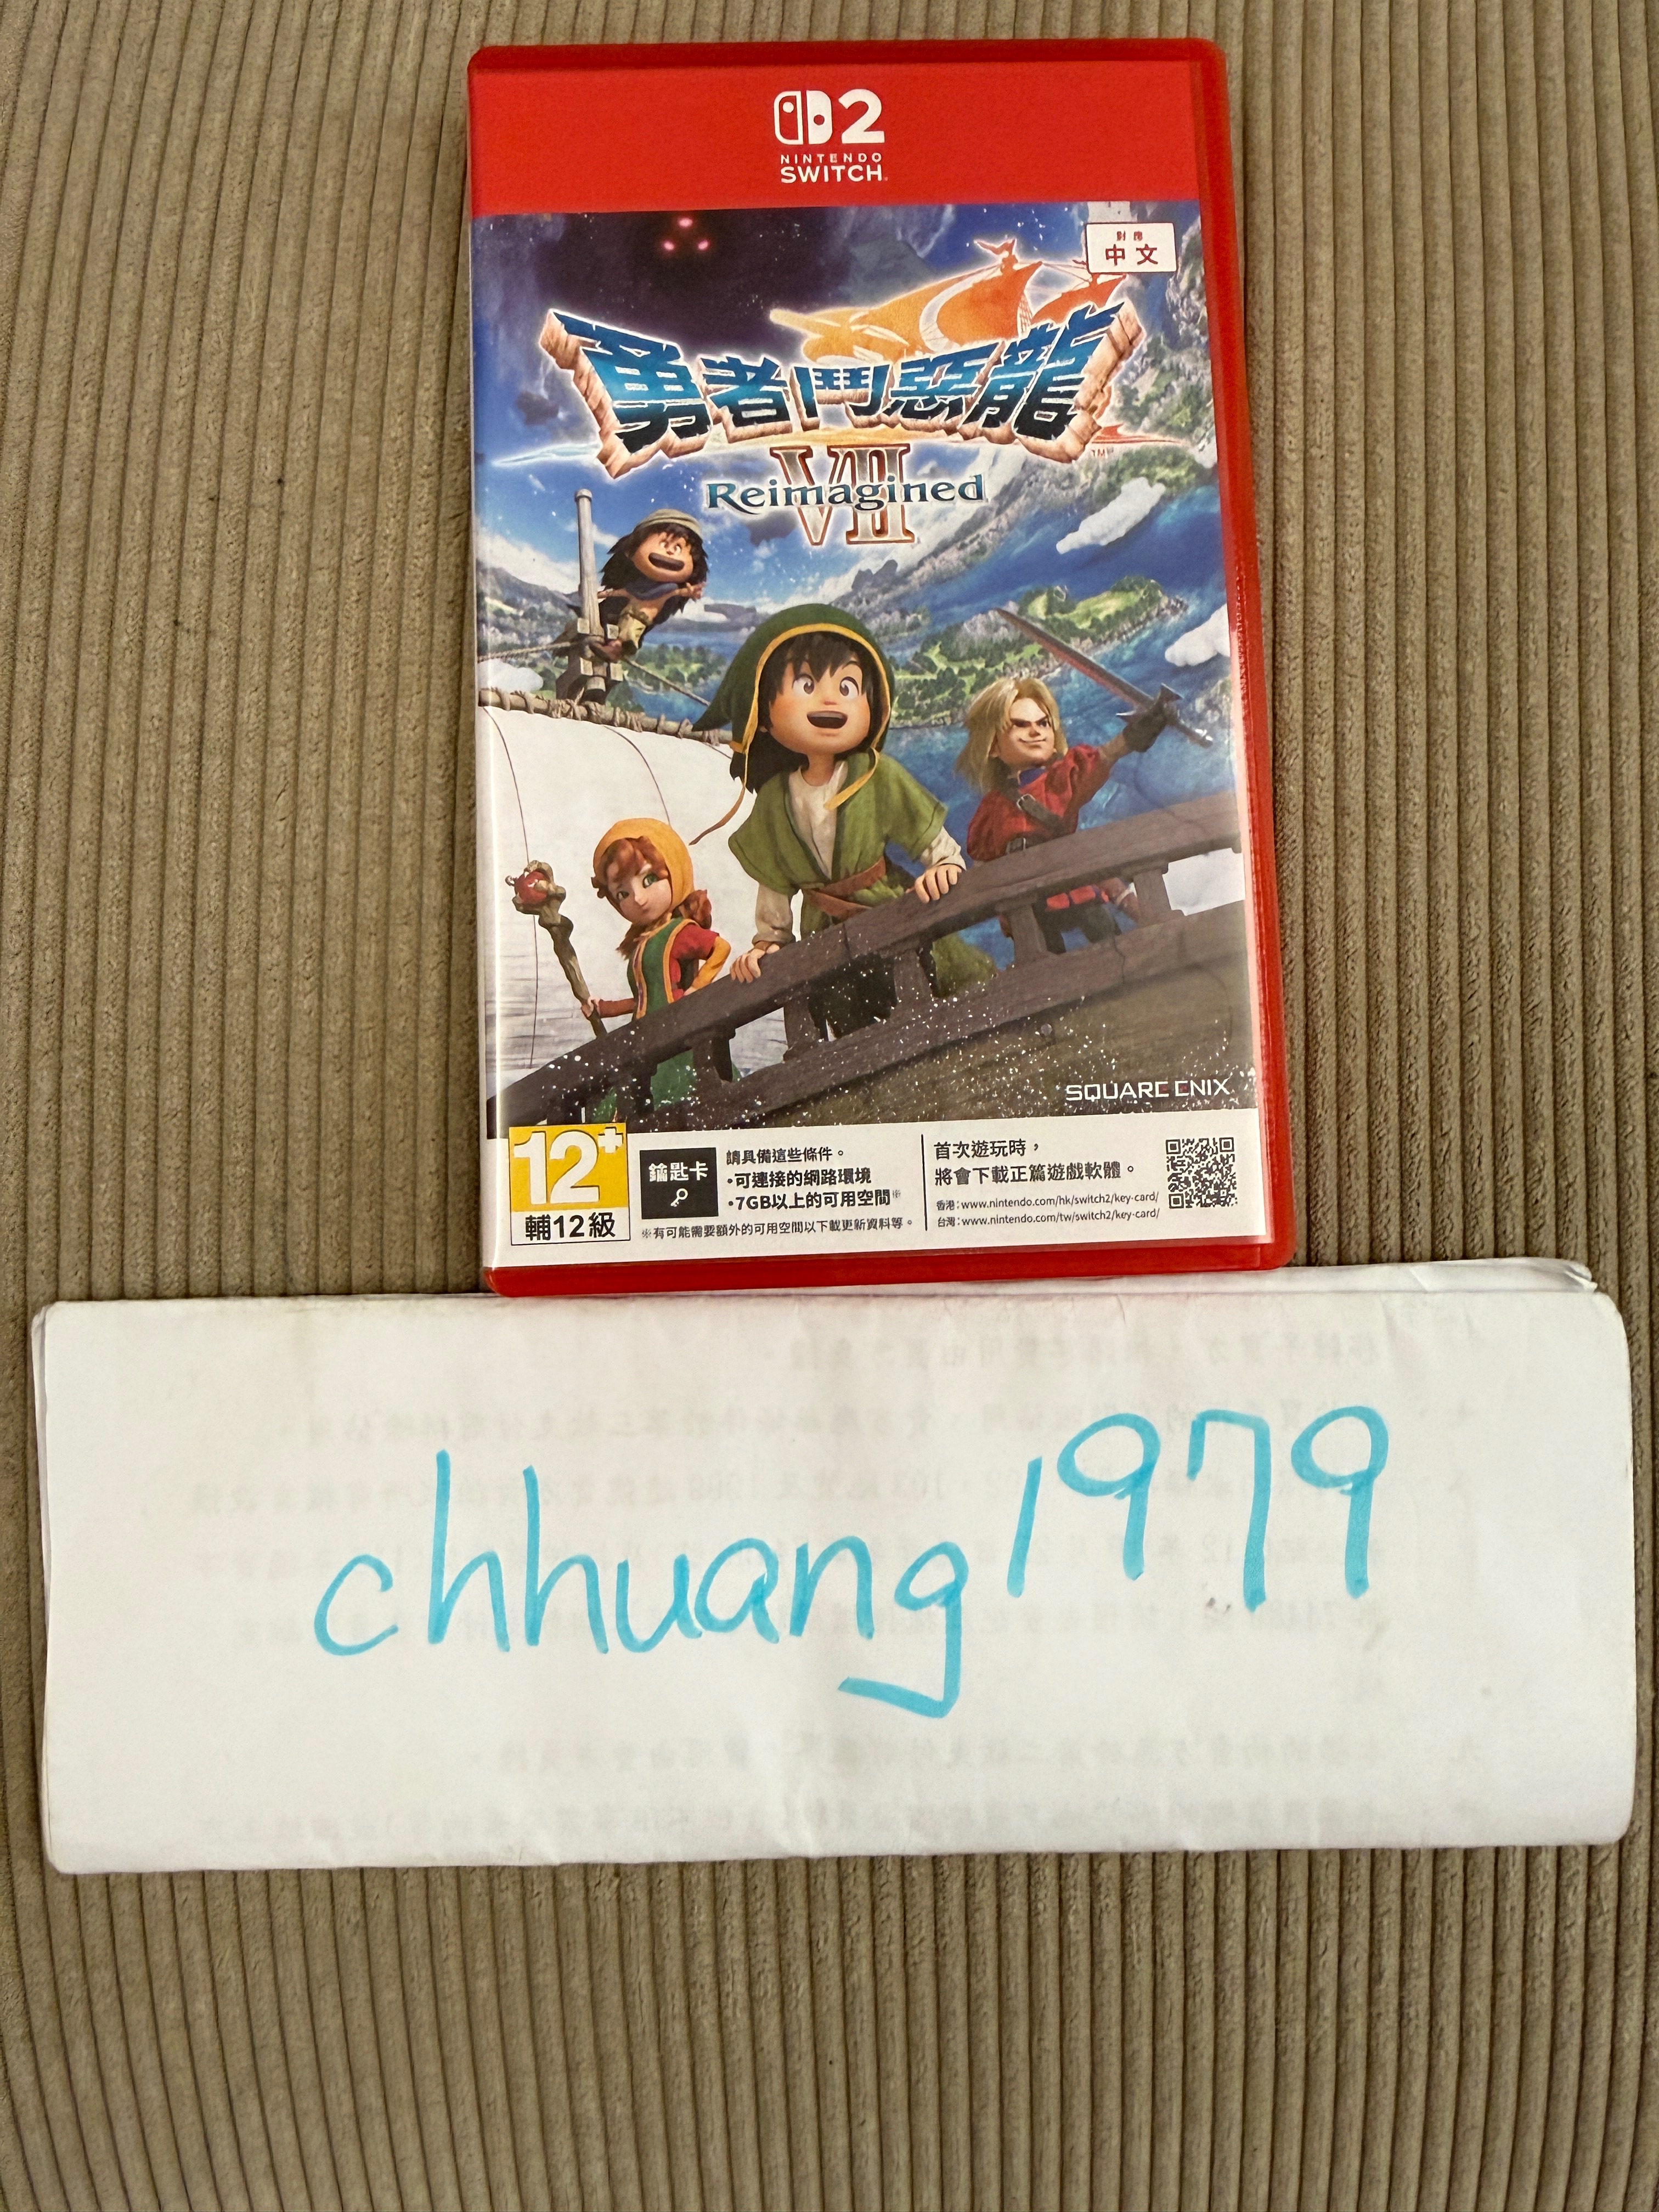 2
NINTENDO
SWITCH
對應
中文
勇者鬥惡龍
TM
VII
Reimagined
SQUARE ENIX
12+
輔12級
鑰匙卡
請具備這些條件。
•可連接的網路環境
•7GB以上的可用空間※
※有可能需要額外的可用空間以下載更新資料等。
首次遊玩時，
將會下載正篇遊戲軟體。
香港：www.nintendo.com/hk/switch2/key-card/
台灣：www.nintendo.com/tw/switch2/key-card/
chhuang1979